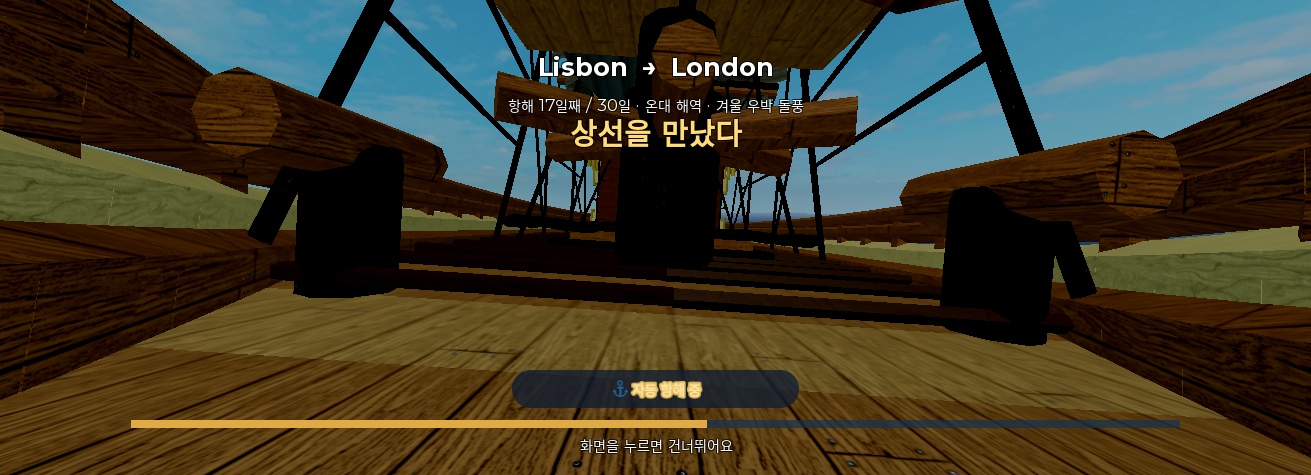 Lisbon → London
항해 17일째 / 30일 · 온대 해역 · 겨울 우박 돌풍
상선을 만났다
⚓ 자동 항해 중
화면을 누르면 건너뛰어요